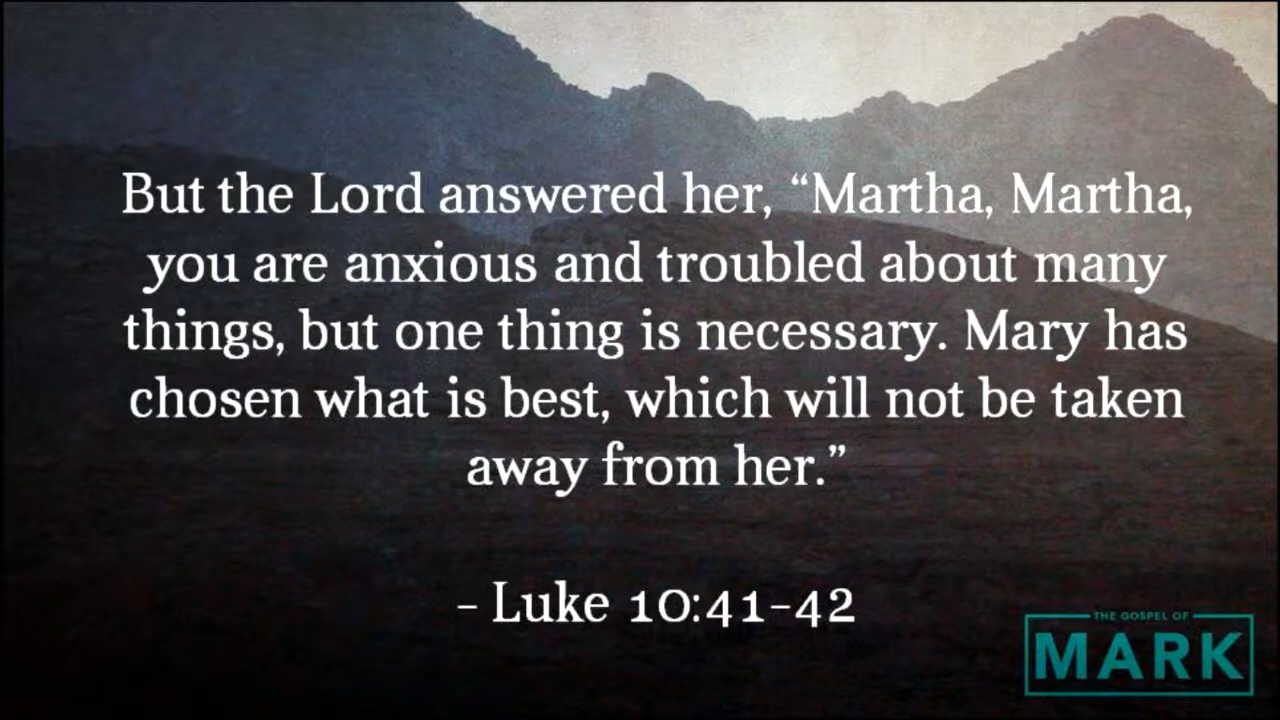 But the Lord answered her, “Martha, Martha,
you are anxious and troubled about many
things, but one thing is necessary. Mary has
chosen what is best, which will not be taken
away from her.”
- Luke 10:41-42
THE GOSPEL OF
MARK